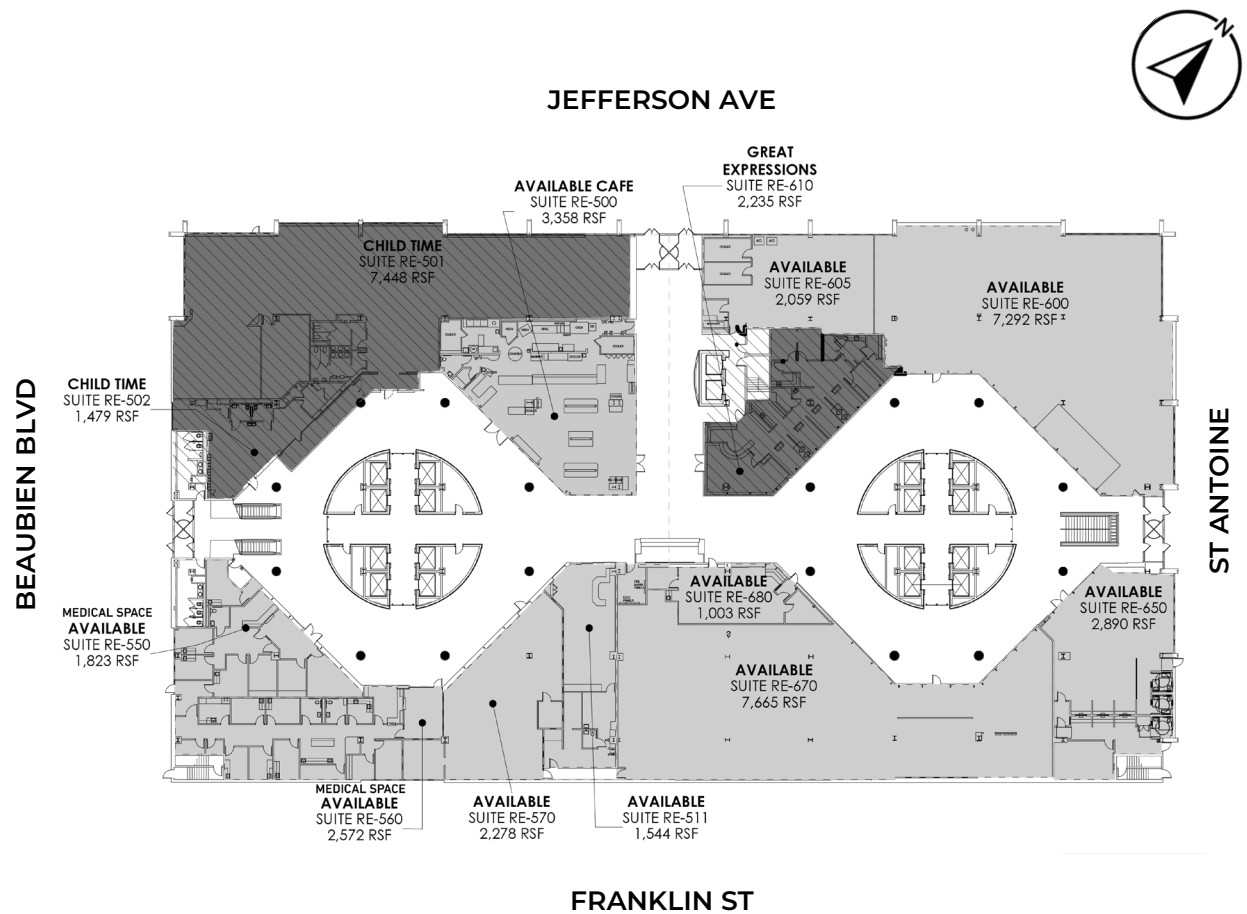 N
JEFFERSON AVE
GREAT
EXPRESSIONS
SUITE RE-610
2,235 RSF
AVAILABLE CAFE
SUITE RE-500
3,358 RSF
CHILD TIME
SUITE RE-501
7,448 RSF
AVAILABLE
SUITE RE-605
2,059 RSF
AVAILABLE
SUITE RE-600
7,292 RSF
CHILD TIME
SUITE RE-502
1,479 RSF
BEAUBIEN BLVD
ST ANTOINE
MEDICAL SPACE
AVAILABLE
SUITE RE-550
1,823 RSF
AVAILABLE
SUITE RE-680
1,003 RSF
AVAILABLE
SUITE RE-650
2,890 RSF
AVAILABLE
SUITE RE-670
7,665 RSF
MEDICAL SPACE
AVAILABLE
SUITE RE-560
2,572 RSF
AVAILABLE
SUITE RE-570
2,278 RSF
AVAILABLE
SUITE RE-511
1,544 RSF
FRANKLIN ST